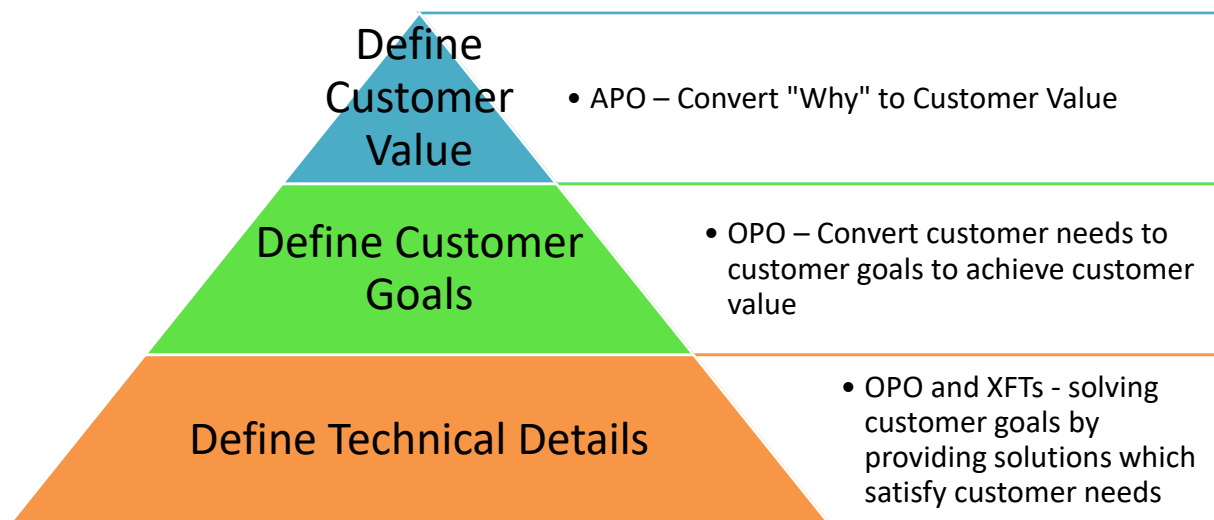 Define
Customer
Value
• APO – Convert "Why" to Customer Value
Define Customer
Goals
• OPO – Convert customer needs to
customer goals to achieve customer
value
Define Technical Details
• OPO and XFTs - solving
customer goals by
providing solutions which
satisfy customer needs